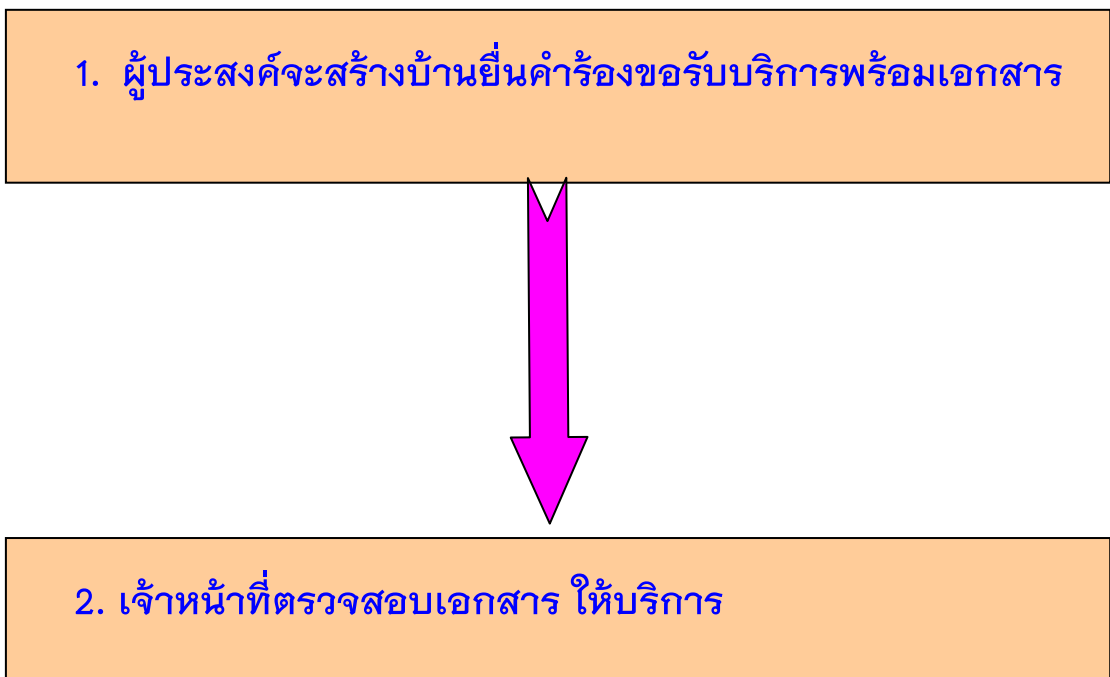 1. ผู้ประสงค์จะสร้างบ้านยื่นคำร้องขอรับบริการพร้อมเอกสาร
2. เจ้าหน้าที่ตรวจสอบเอกสาร ให้บริการ